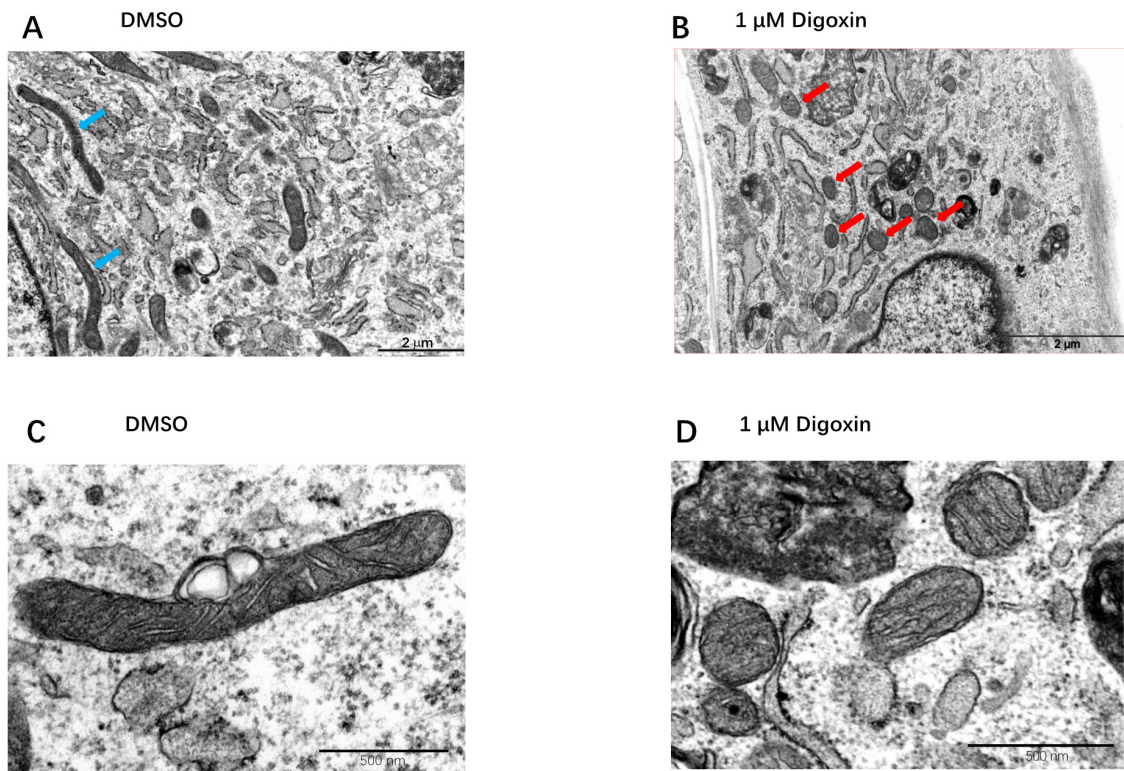 A
DMSO
B
1 μM Digoxin
2 μm
2 μm
C
DMSO
D
1 μM Digoxin
500 nm
500 nm